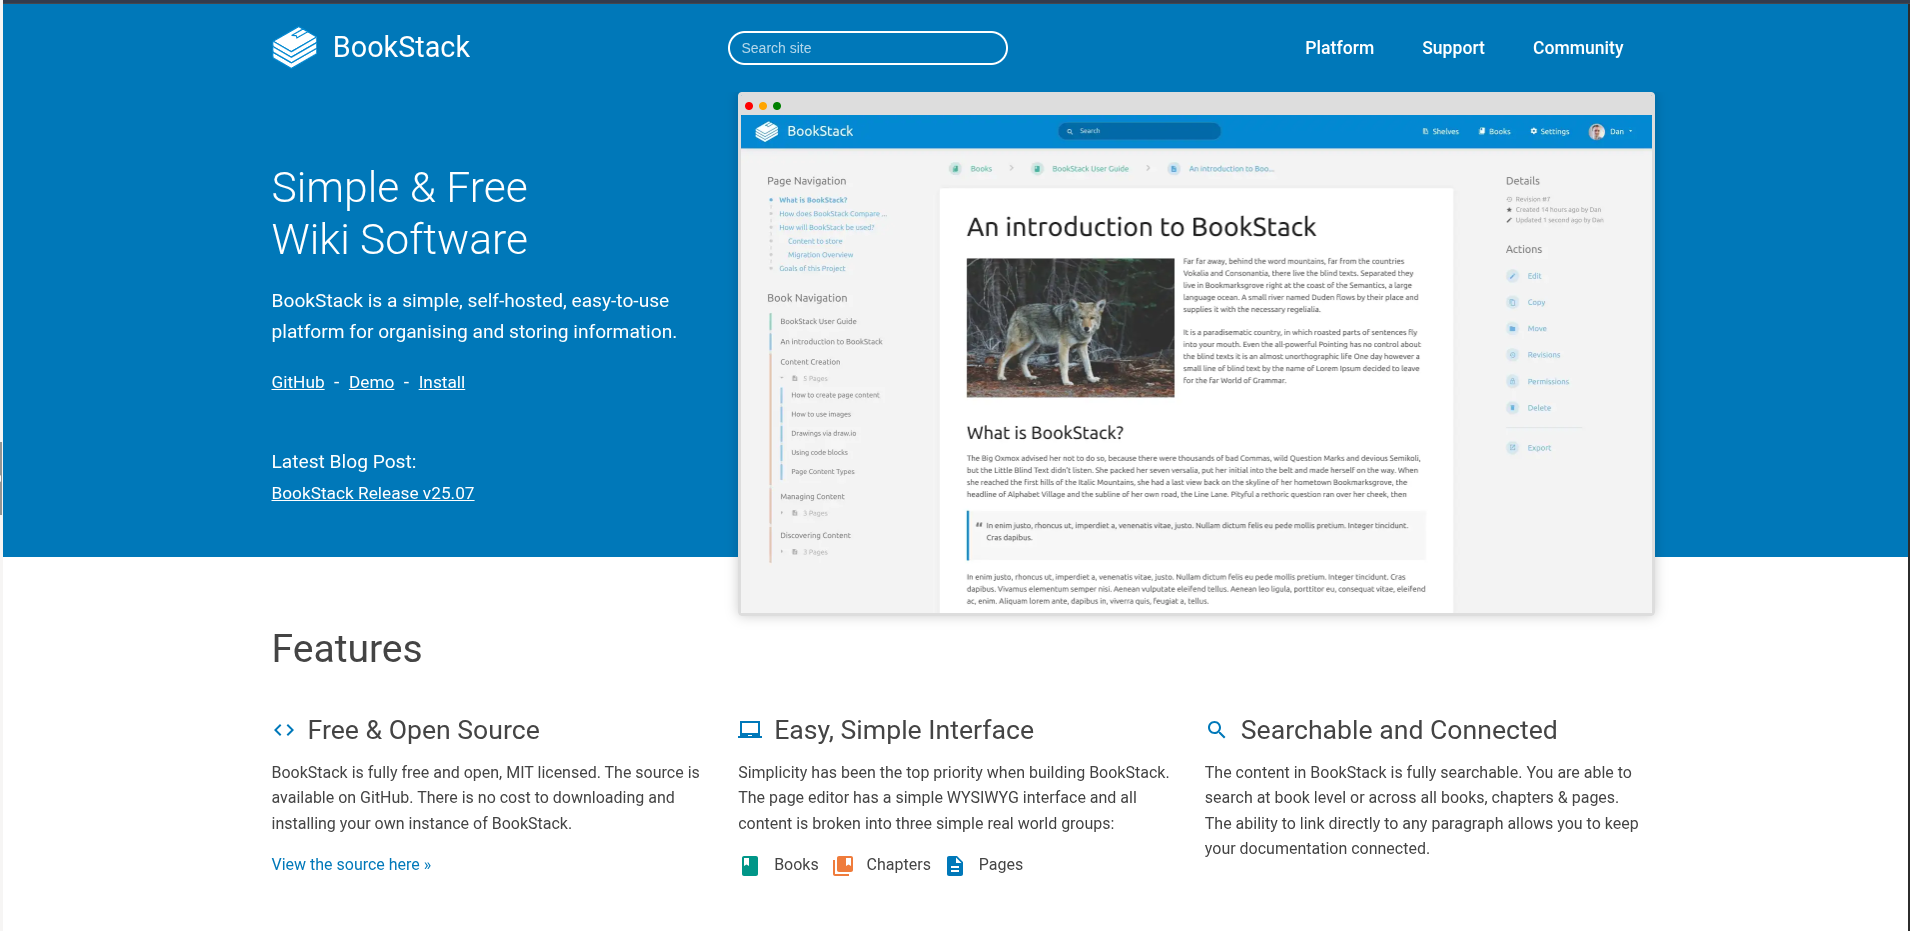 BookStack
Search site
Platform
Support
Community
Simple & Free
Wiki Software
BookStack is a simple, self-hosted, easy-to-use
platform for organising and storing information.
GitHub - Demo - Install
Latest Blog Post:
BookStack Release v25.07
BookStack
Search
Shelves
Books
Settings
Dan
Books
BookStack User Guide
An introduction to Boo...
Page Navigation
What is BookStack?
How does BookStack Compare ...
How will BookStack be used?
Content to store
Migration Overview
Goals of this Project
Book Navigation
BookStack User Guide
An introduction to BookStack
Content Creation
5 Pages
How to create page content
How to use images
Drawings via draw.io
Using code blocks
Page Content Types
Managing Content
3 Pages
Discovering Content
3 Pages
An introduction to BookStack
Far far away, behind the word mountains, far from the countries
Vokalia and Consonantia, there live the blind texts. Separated they
live in Bookmarksgrove right at the coast of the Semantics, a large
language ocean. A small river named Duden flows by their place and
supplies it with the necessary regelialia.
It is a paradisematic country, in which roasted parts of sentences fly
into your mouth. Even the all-powerful Pointing has no control about
the blind texts it is an almost unorthographic life One day however a
small line of blind text by the name of Lorem Ipsum decided to leave
for the far World of Grammar.
What is BookStack?
The Big Oxmox advised her not to do so, because there were thousands of bad Commas, wild Question Marks and devious Semikoli,
but the Little Blind Text didn't listen. She packed her seven versalia, put her initial into the belt and made herself on the way. When
she reached the first hills of the Italic Mountains, she had a last view back on the skyline of her hometown Bookmarksgrove, the
headline of Alphabet Village and the subline of her own road, the Line Lane. Pityful a rethoric question ran over her cheek, then
“ In enim justo, rhoncus ut, imperdiet a, venenatis vitae, justo. Nullam dictum felis eu pede mollis pretium. Integer tincidunt.
Cras dapibus.
In enim justo, rhoncus ut, imperdiet a, venenatis vitae, justo. Nullam dictum felis eu pede mollis pretium. Integer tincidunt. Cras
dapibus. Vivamus elementum semper nisi. Aenean vulputate eleifend tellus. Aenean leo ligula, porttitor eu, consequat vitae, eleifend
ac, enim. Aliquam lorem ante, dapibus in, viverra quis, feugiat a, tellus.
Details
Revision #7
Created 14 hours ago by Dan
Updated 1 second ago by Dan
Actions
Edit
Copy
Move
Revisions
Permissions
Delete
Export
Features
Free & Open Source
BookStack is fully free and open, MIT licensed. The source is
available on GitHub. There is no cost to downloading and
installing your own instance of BookStack.
View the source here »
Easy, Simple Interface
Simplicity has been the top priority when building BookStack.
The page editor has a simple WYSIWYG interface and all
content is broken into three simple real world groups:
Books
Chapters
Pages
Searchable and Connected
The content in BookStack is fully searchable. You are able to
search at book level or across all books, chapters & pages.
The ability to link directly to any paragraph allows you to keep
your documentation connected.